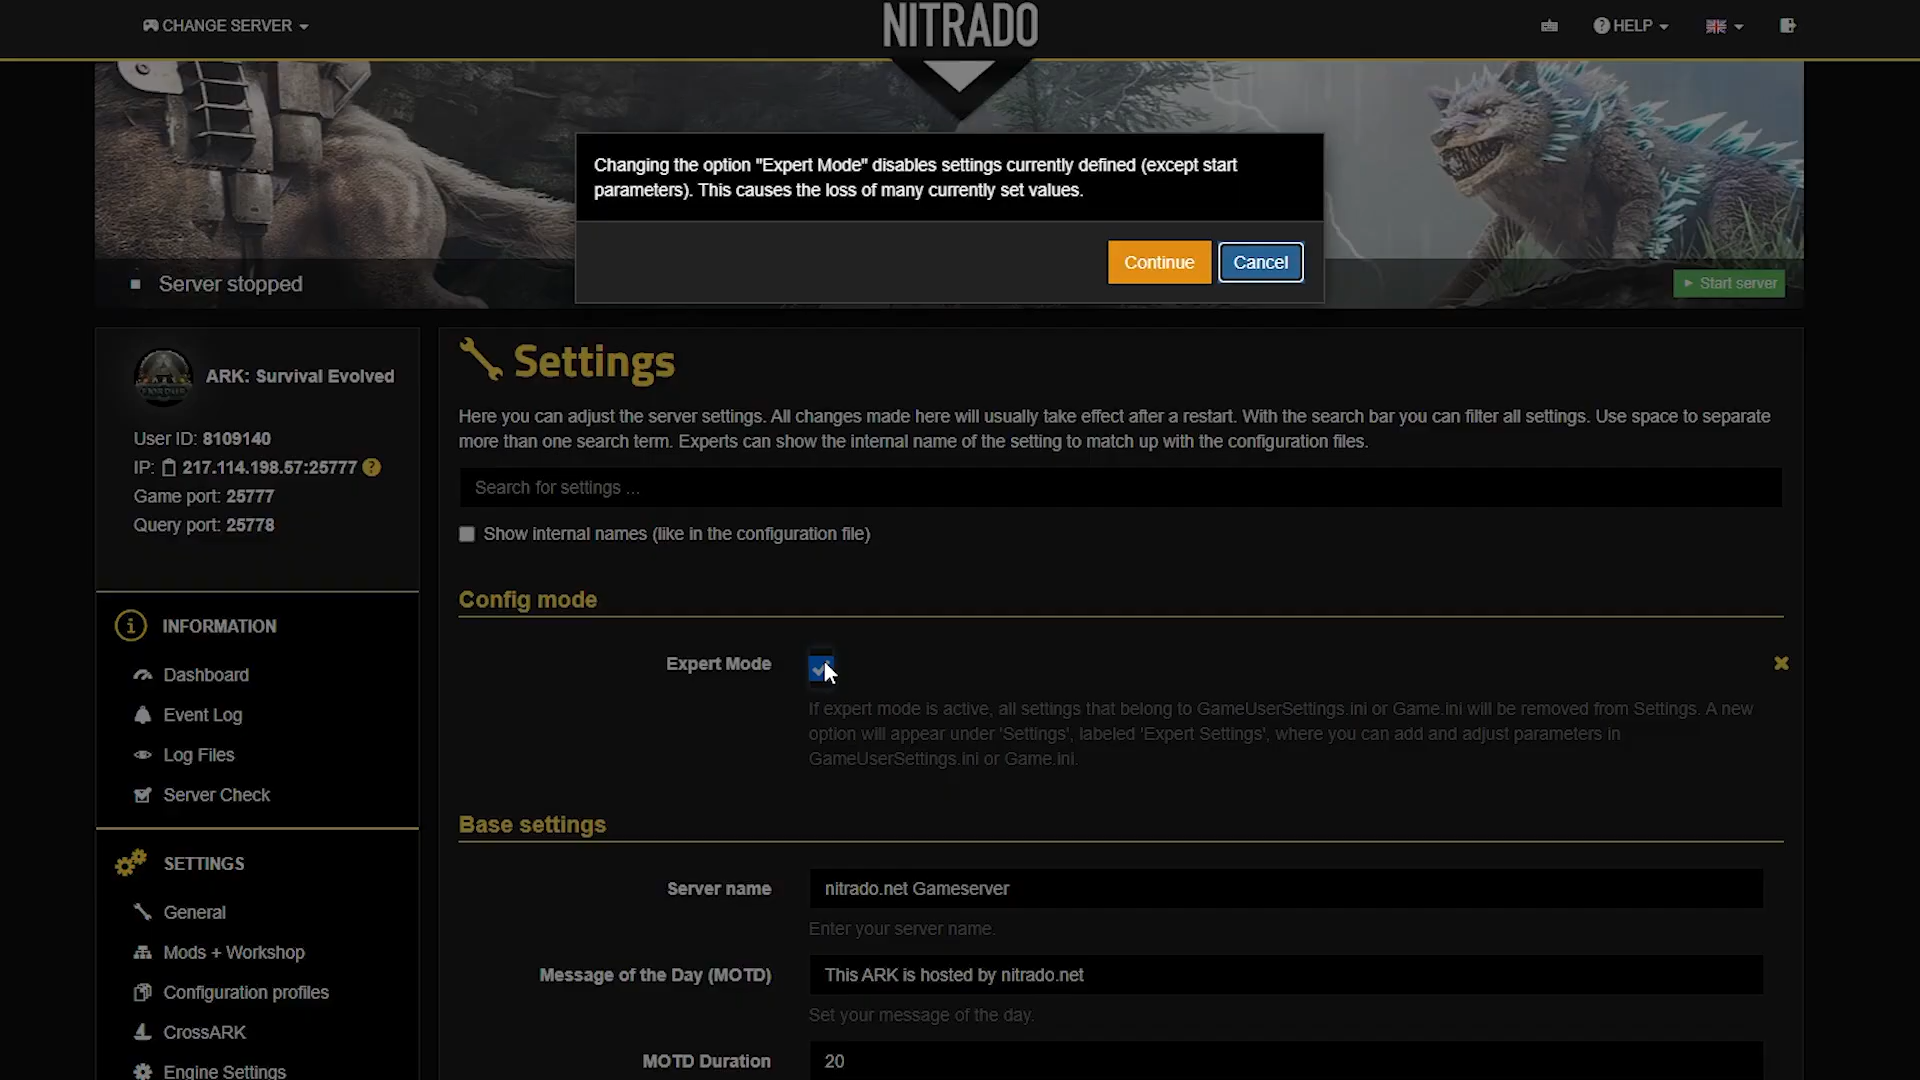 CHANGE SERVER
NITRADO
HELP
Changing the option "Expert Mode" disables settings currently defined (except start
parameters). This causes the loss of many currently set values.
Continue
Cancel
Server stopped
Start server
ARK: Survival Evolved
User ID: 8109140
IP: 217.114.198.57:25777 ?
Game port: 25777
Query port: 25778
INFORMATION
Dashboard
Event Log
Log Files
Server Check
SETTINGS
General
Mods + Workshop
Configuration profiles
CrossARK
Engine Settings
Settings
Here you can adjust the server settings. All changes made here will usually take effect after a restart. With the search bar you can filter all settings. Use space to separate
more than one search term. Experts can show the internal name of the setting to match up with the configuration files.
Search for settings ...
Show internal names (like in the configuration file)
Config mode
Expert Mode
If expert mode is active, all settings that belong to GameUserSettings.ini or Game.ini will be removed from Settings. A new
option will appear under 'Settings', labeled 'Expert Settings', where you can add and adjust parameters in
GameUserSettings.ini or Game.ini.
Base settings
Server name
nitrado.net Gameserver
Enter your server name.
Message of the Day (MOTD)
This ARK is hosted by nitrado.net
Set your message of the day.
MOTD Duration
20